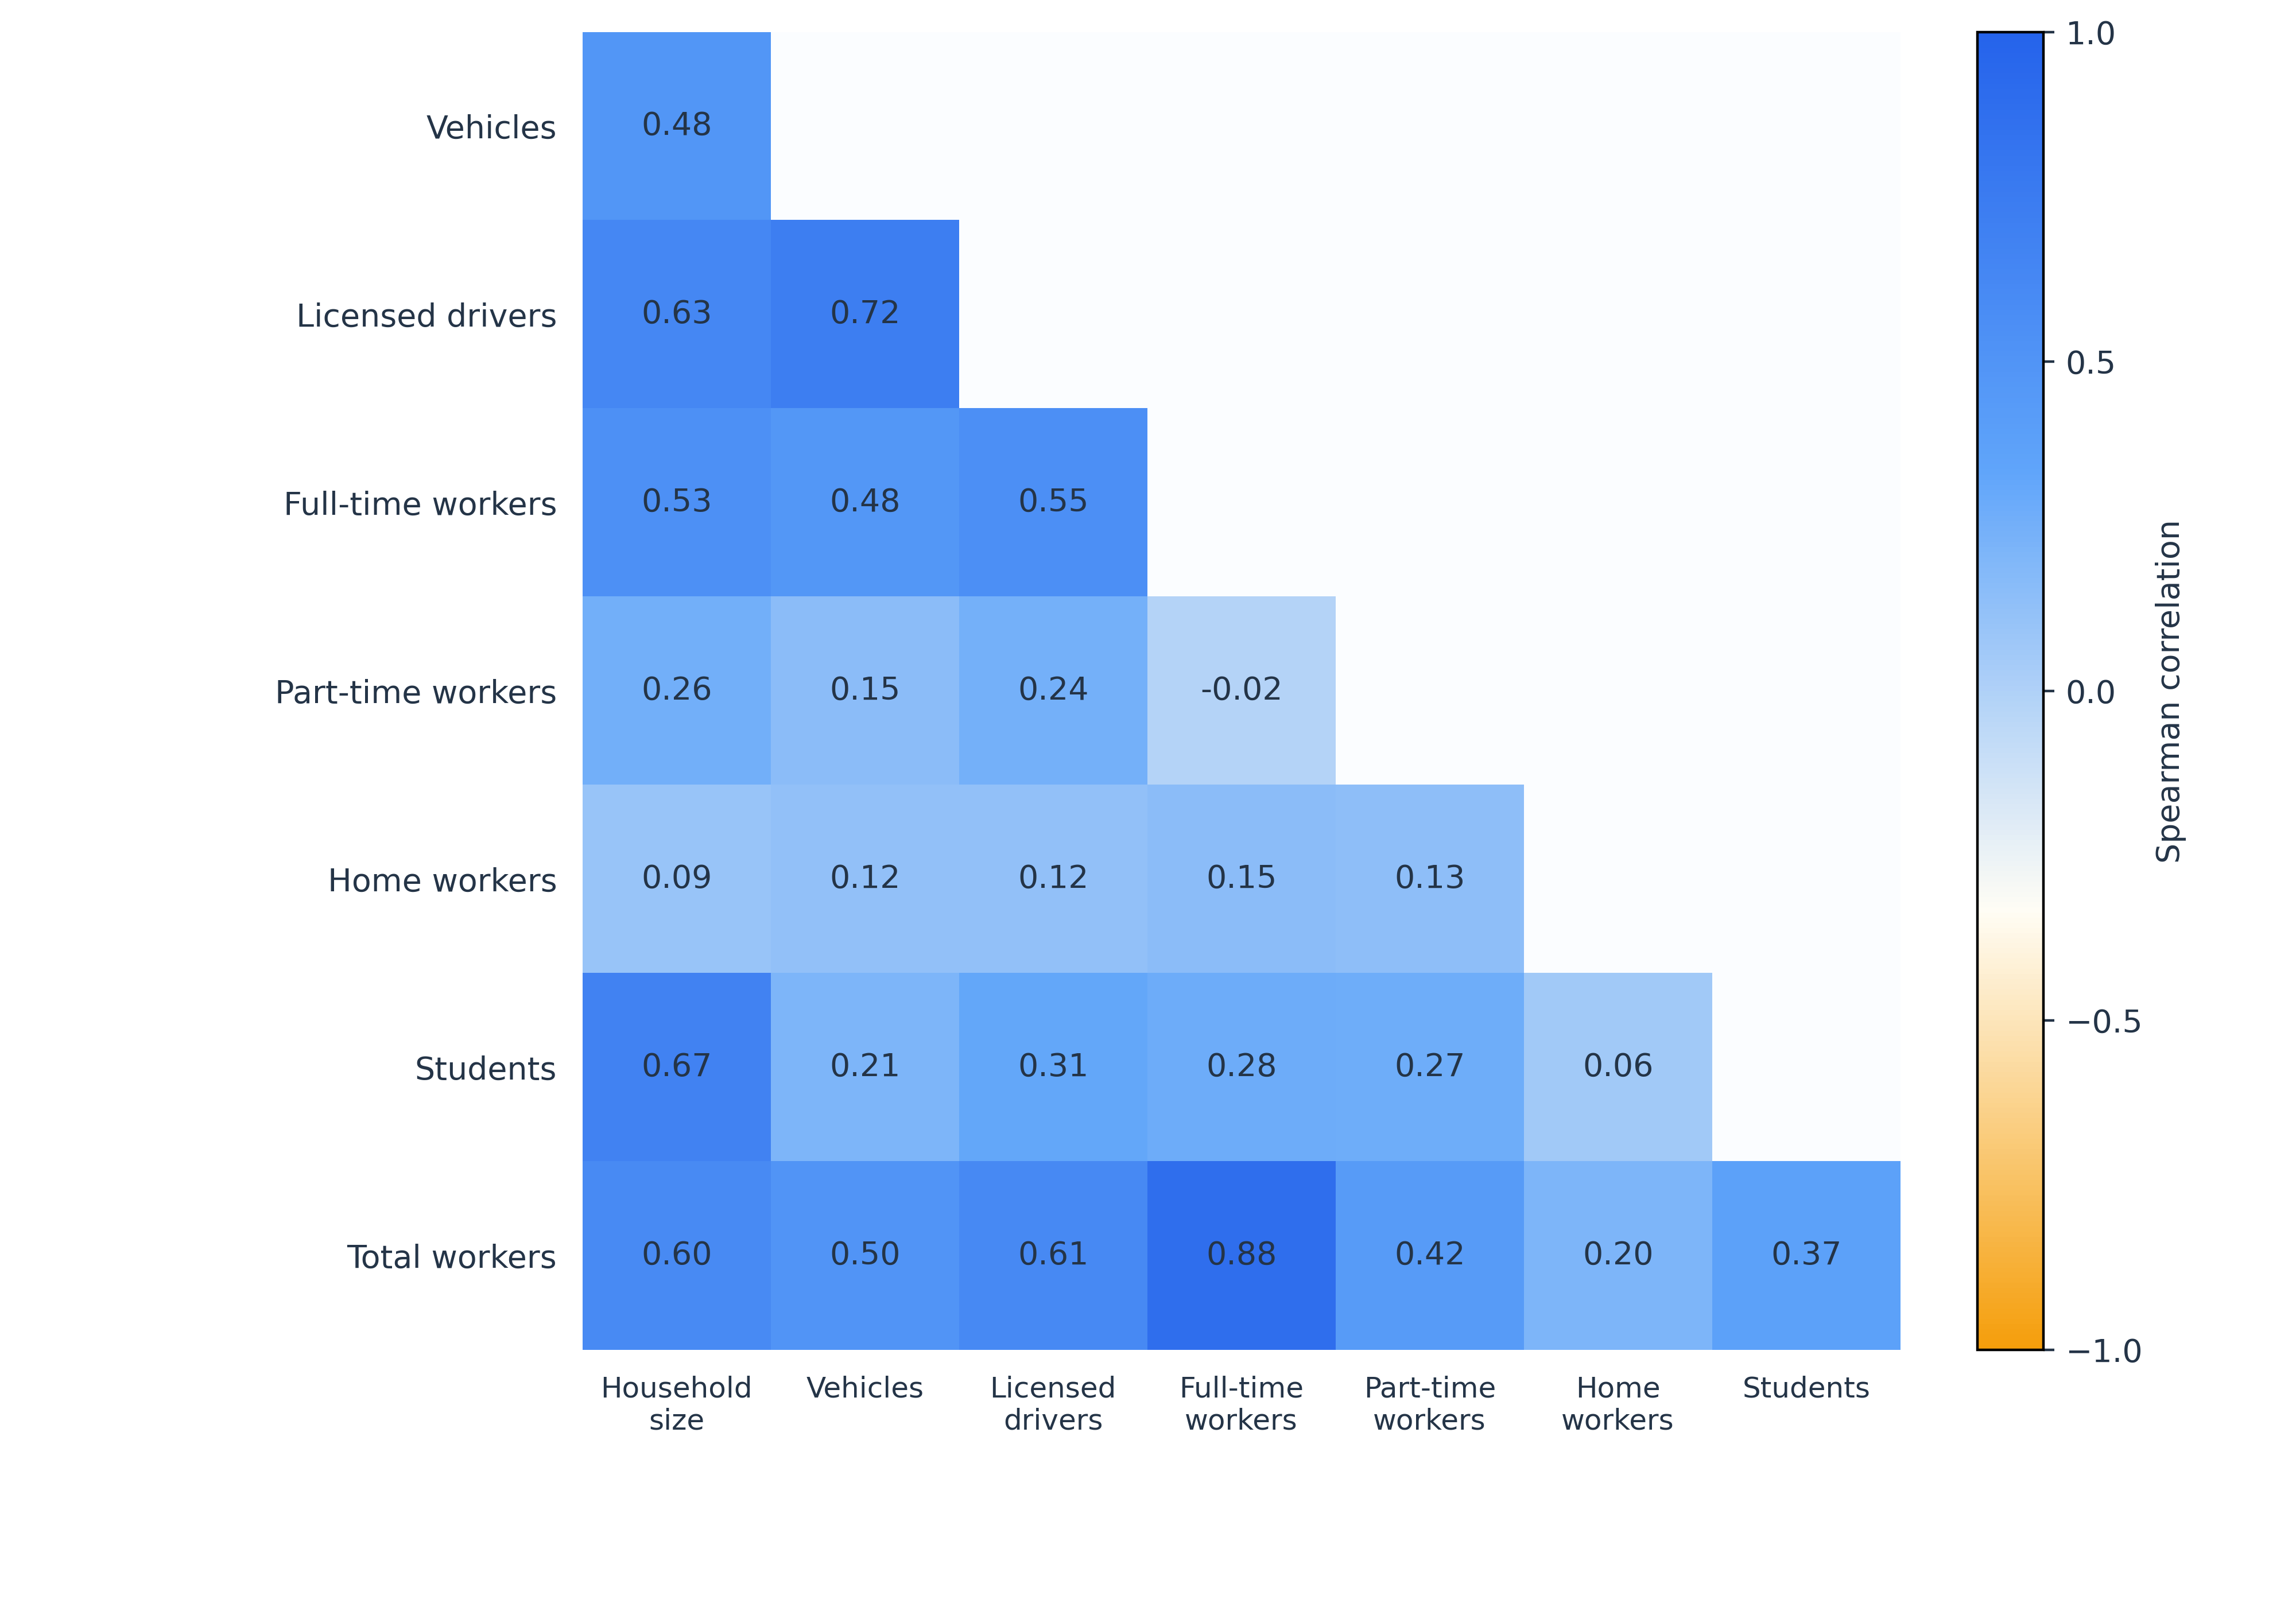 Vehicles 0.48
Licensed drivers 0.63 0.72
Full-time workers 0.53 0.48 0.55
Part-time workers 0.26 0.15 0.24 -0.02
Home workers 0.09 0.12 0.12 0.15 0.13
Students 0.67 0.21 0.31 0.28 0.27 0.06
Total workers 0.60 0.50 0.61 0.88 0.42 0.20 0.37
Household Vehicles Licensed Full-time Part-time Home Students
size drivers workers workers workers
1.0
0.5
0.0
−0.5
−1.0
Spearman correlation